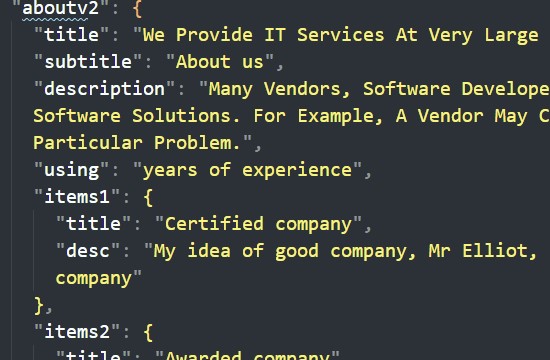 "aboutv2": {
"title": "We Provide IT Services At Very Large
"subtitle": "About us",
"description": "Many Vendors, Software Develope
Software Solutions. For Example, A Vendor May C
Particular Problem.",
"using": "years of experience",
"items1": {
"title": "Certified company",
"desc": "My idea of good company, Mr Elliot,
company"
},
"items2": {
"title": "Awarded company"